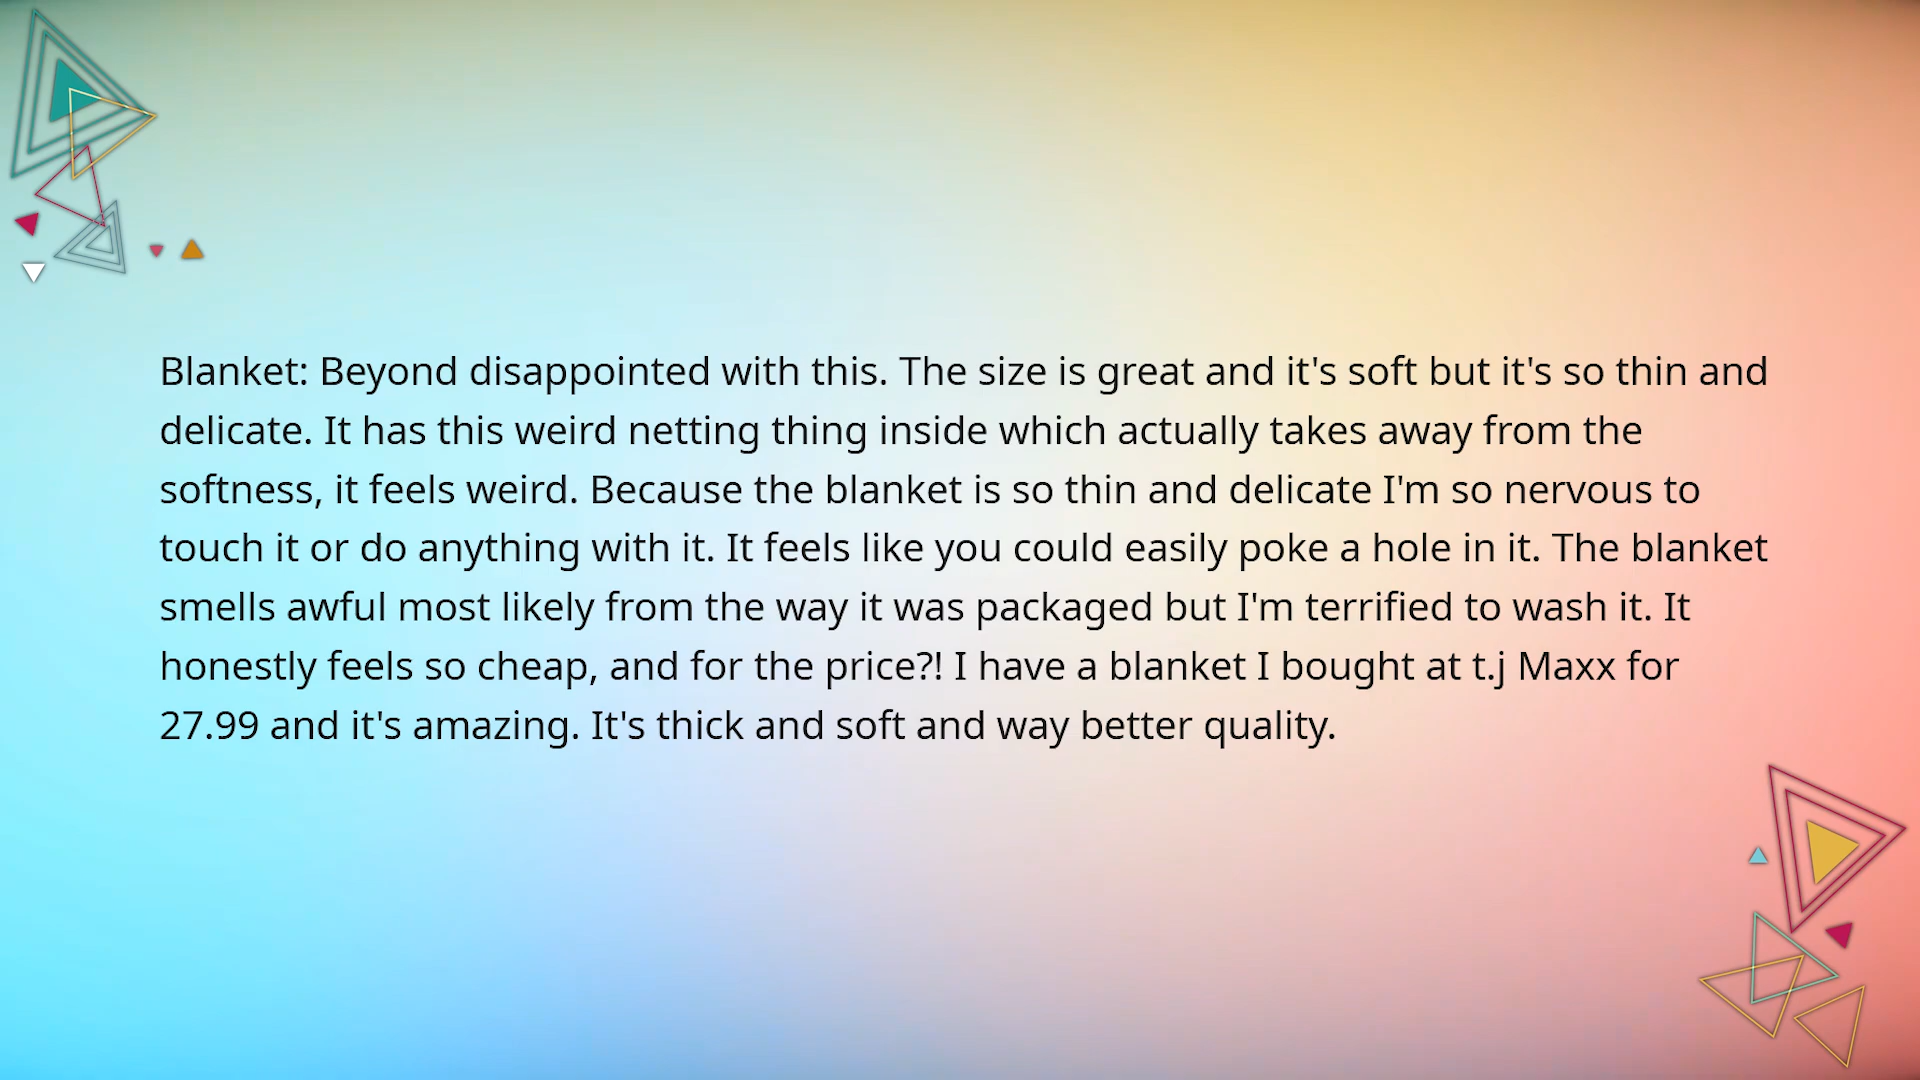 Blanket: Beyond disappointed with this. The size is great and it's soft but it's so thin and
delicate. It has this weird netting thing inside which actually takes away from the
softness, it feels weird. Because the blanket is so thin and delicate I'm so nervous to
touch it or do anything with it. It feels like you could easily poke a hole in it. The blanket
smells awful most likely from the way it was packaged but I'm terrified to wash it. It
honestly feels so cheap, and for the price?! I have a blanket I bought at t.j Maxx for
27.99 and it's amazing. It's thick and soft and way better quality.